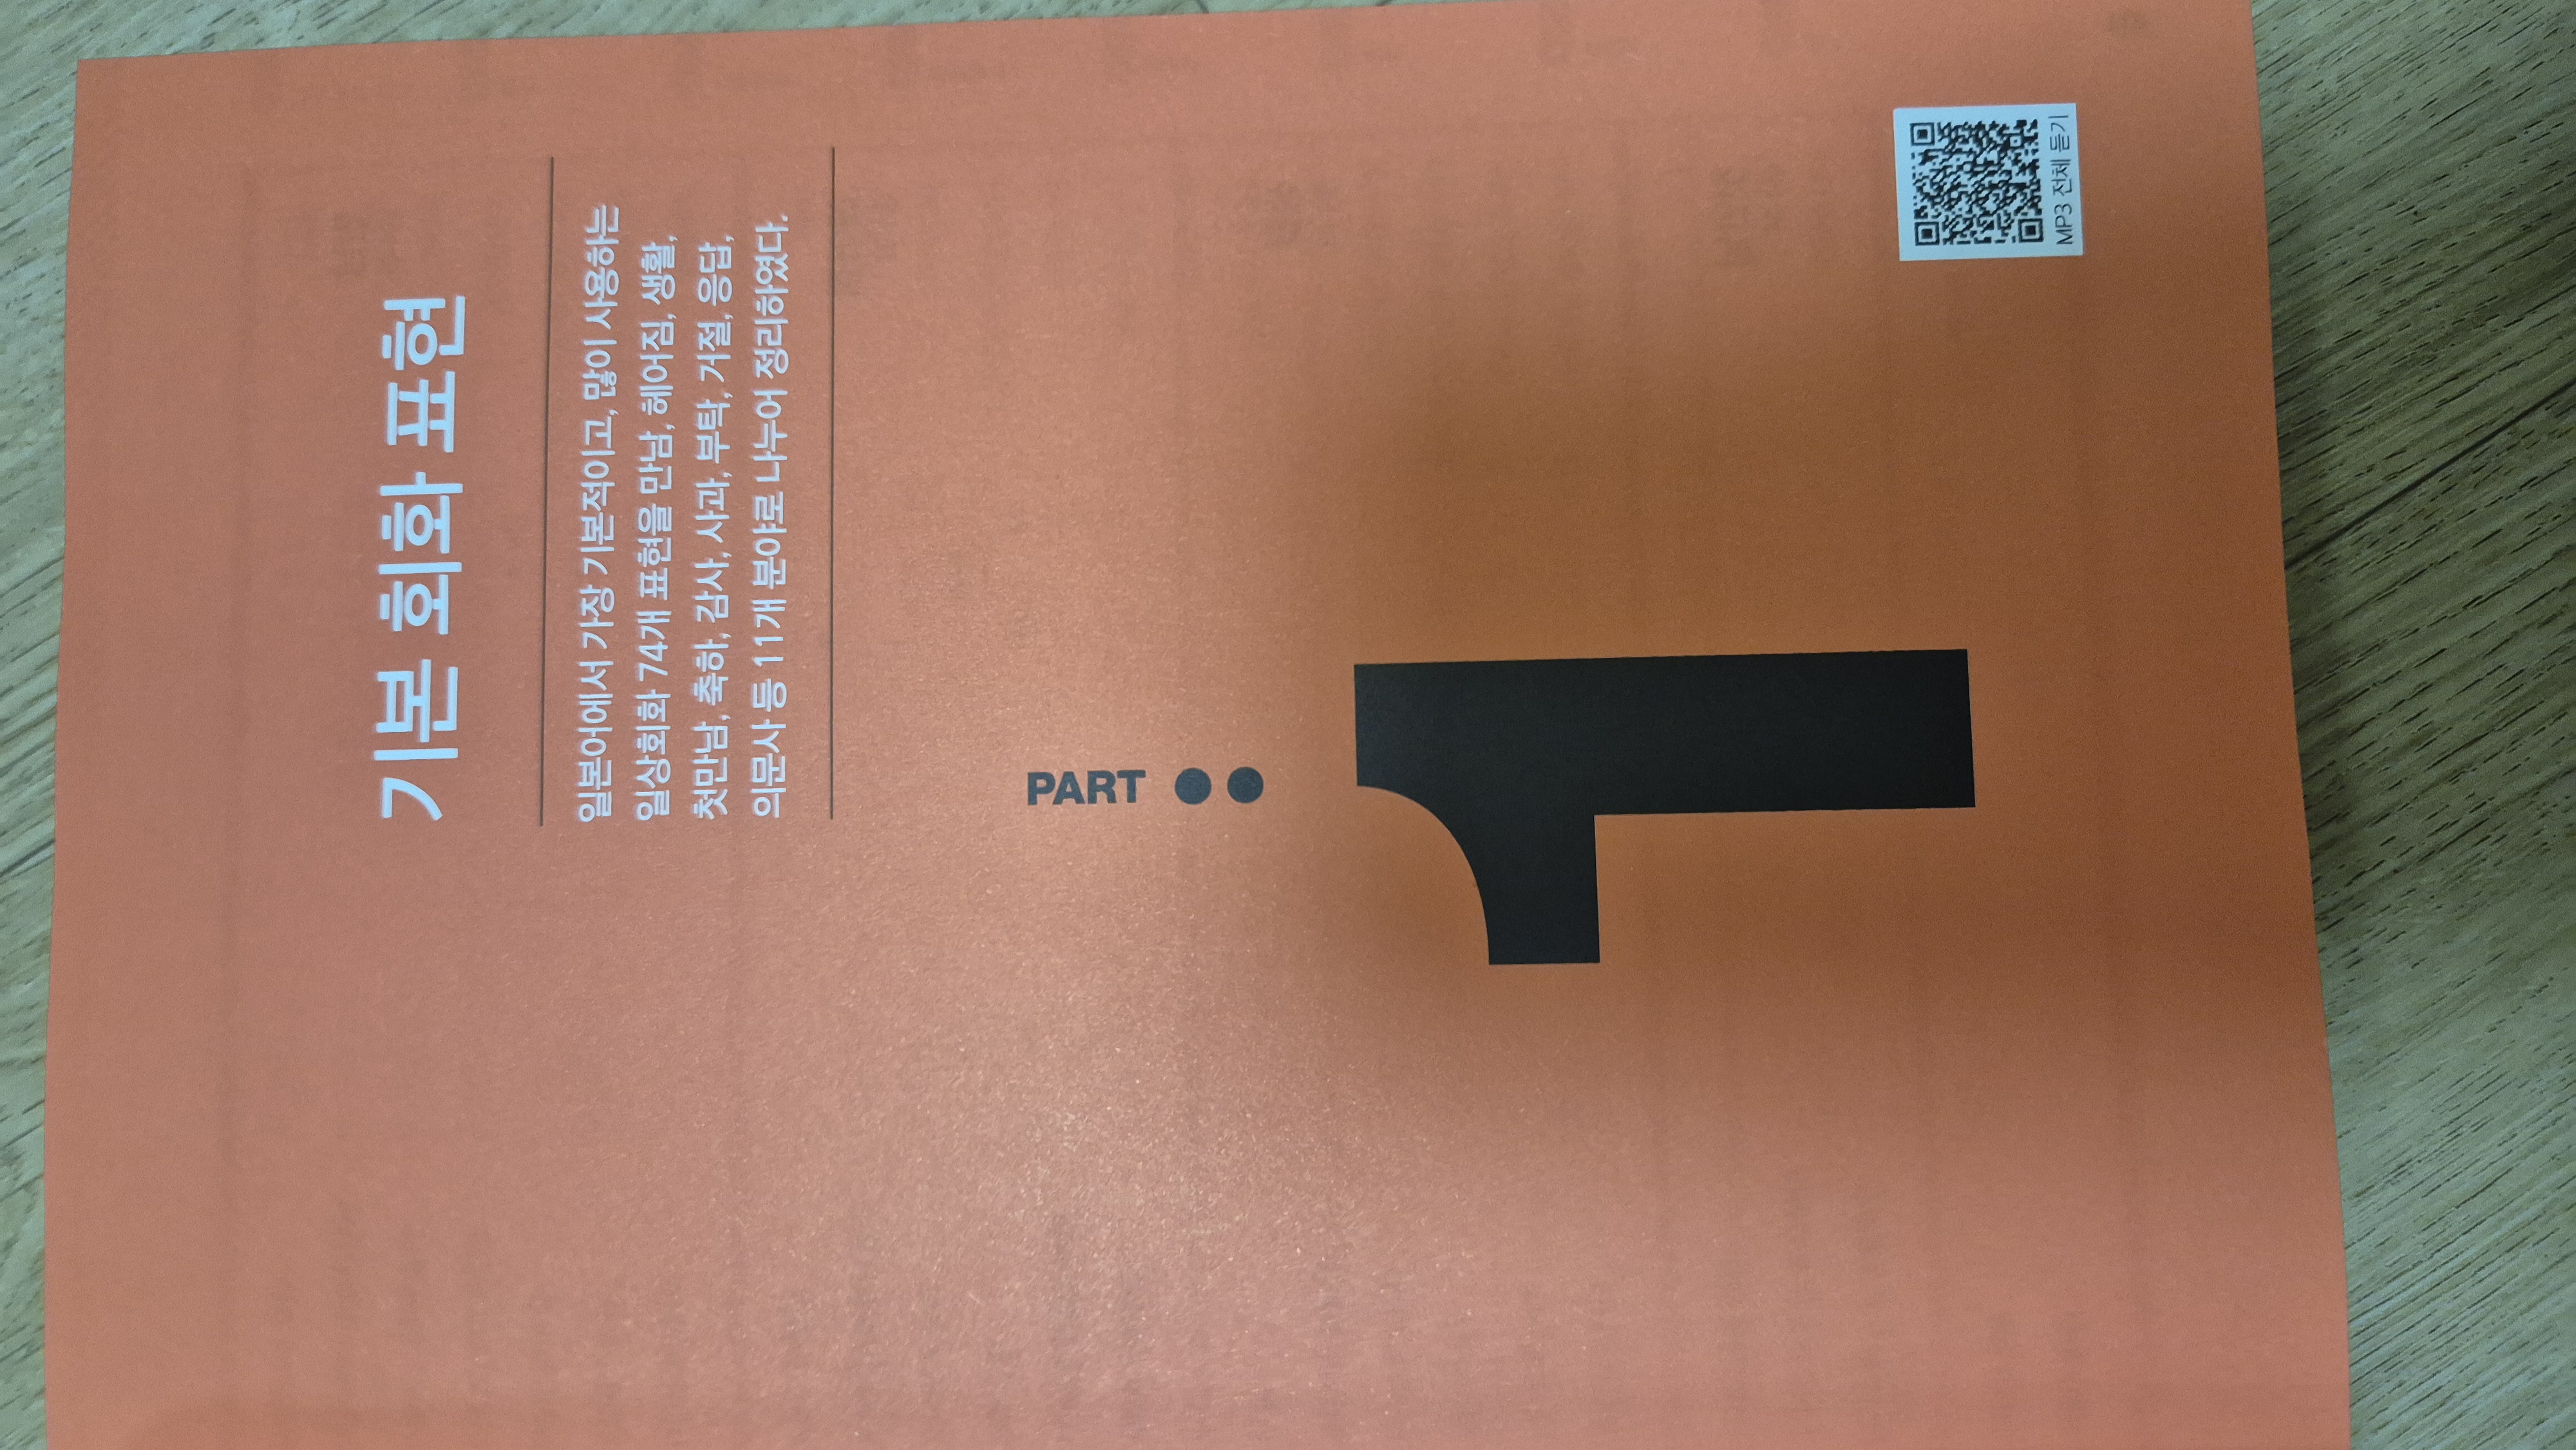 기본 회화 표현
일본어에서 가장 기본적이고, 많이 사용하는
일상회화 74개 표현을 만남, 헤어짐, 생활,
첫만남, 축하, 감사, 사과, 부탁, 거절, 응답,
의문사 등 11개 분야로 나누어 정리하였다.
PART
1
MP3 전체 듣기